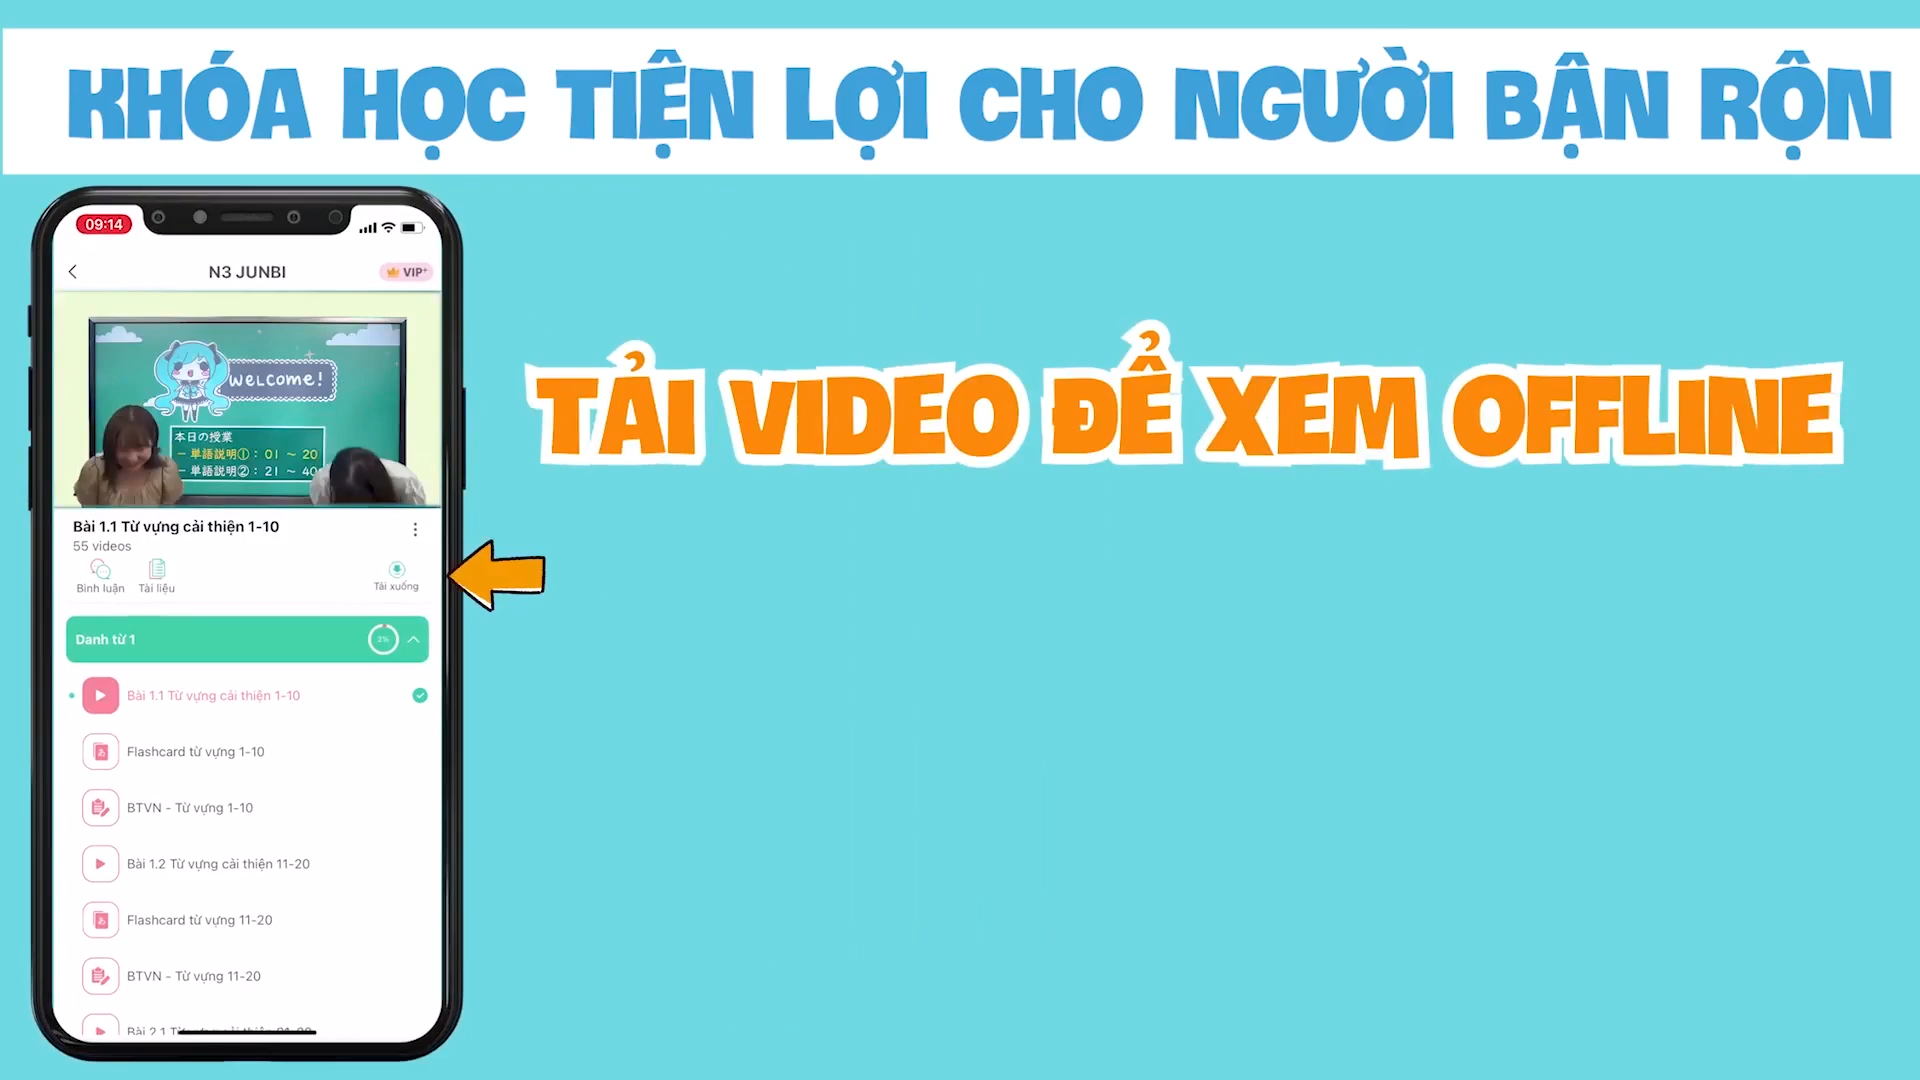 KHÓA HỌC TIỆN LỢI CHO NGƯỜI BẬN RỘN
TẢI VIDEO ĐỂ XEM OFFLINE
09:14
N3 JUNBI
VIP+
welcome!
本日の授業
－単語説明①：01 ～ 20
－単語説明②：21 ～ 40
Bài 1.1 Từ vựng cải thiện 1-10
55 videos
Bình luận
Tài liệu
Tải xuống
Danh từ 1
2%
Bài 1.1 Từ vựng cải thiện 1-10
Flashcard từ vựng 1-10
BTVN - Từ vựng 1-10
Bài 1.2 Từ vựng cải thiện 11-20
Flashcard từ vựng 11-20
BTVN - Từ vựng 11-20
Bài 2.1